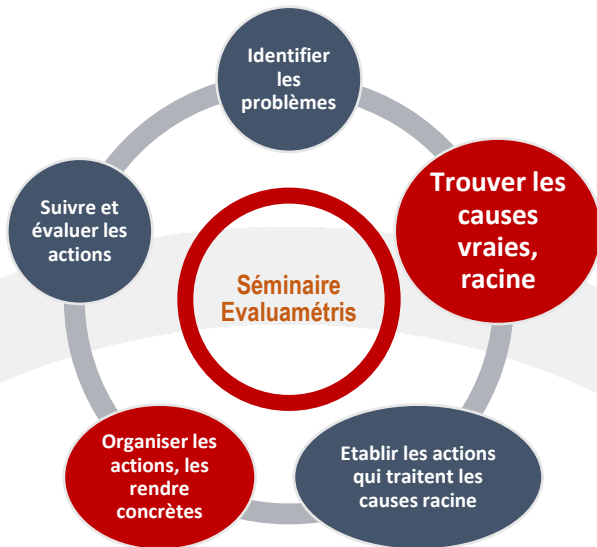 Identifier
les
problèmes
Trouver les
causes
vraies,
racine
Suivre et
évaluer les
actions
Séminaire
Evaluamétris
Organiser les
actions, les
rendre
concrètes
Etablir les actions
qui traitent les
causes racine